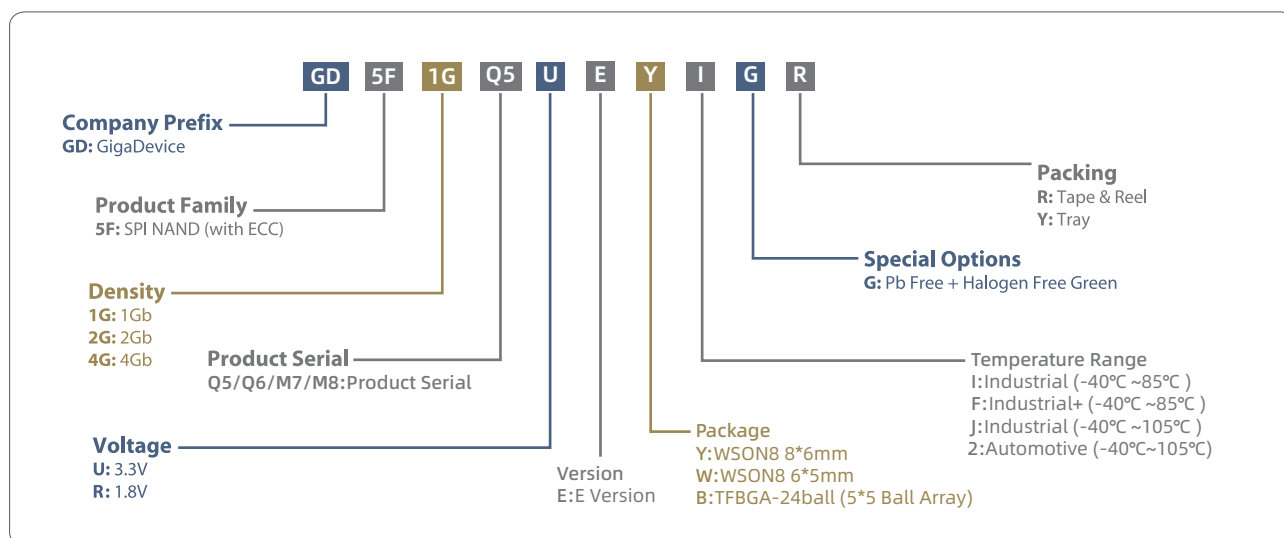 GD 5F 1G Q5 U E Y I G R
Company Prefix
GD: GigaDevice
Product Family
5F: SPI NAND (with ECC)
Density
1G: 1Gb
2G: 2Gb
4G: 4Gb
Product Serial
Q5/Q6/M7/M8:Product Serial
Voltage
U: 3.3V
R: 1.8V
Version
E:E Version
Package
Y:WSON8 8*6mm
W:WSON8 6*5mm
B:TFBGA-24ball (5*5 Ball Array)
Temperature Range
I:Industrial (-40℃ ~85℃ )
F:Industrial+ (-40℃ ~85℃ )
J:Industrial (-40℃ ~105℃ )
2:Automotive (-40℃~105℃)
Special Options
G: Pb Free + Halogen Free Green
Packing
R: Tape & Reel
Y: Tray